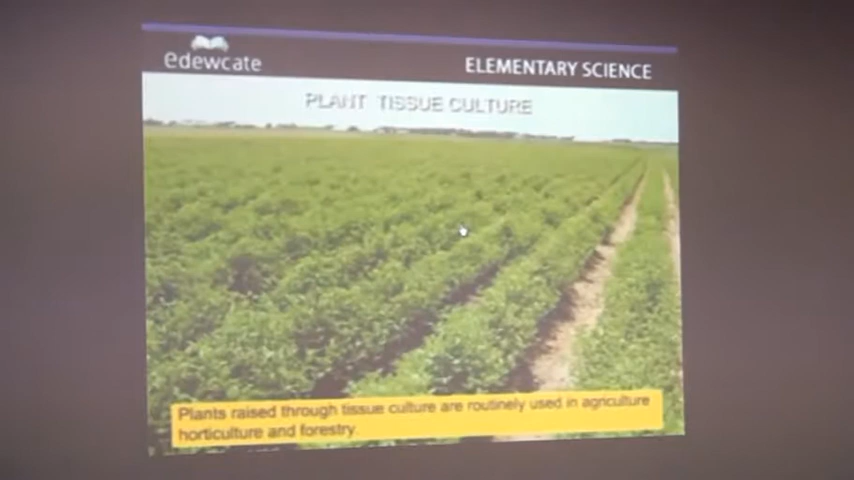 edewcate
ELEMENTARY SCIENCE
PLANT TISSUE CULTURE
Plants raised through tissue culture are routinely used in agriculture
horticulture and forestry.